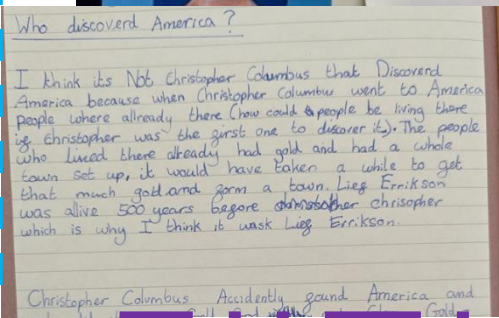 Who discoverd America?
I think its Not Christopher Columbus that Discoverd
America because when Christopher Columbus went to America
people where allready there (how could people be living there
if Christopher was the first one to discover it). The people
who lived there already had gold and had a whole
town set up, it would have taken a while to get
that much gold and form a town. Lief Errikson
was alive 500 years before chrisopher
which is why I think it wask Lief Errikson.
Christopher Columbus Accidently found America and
Gold